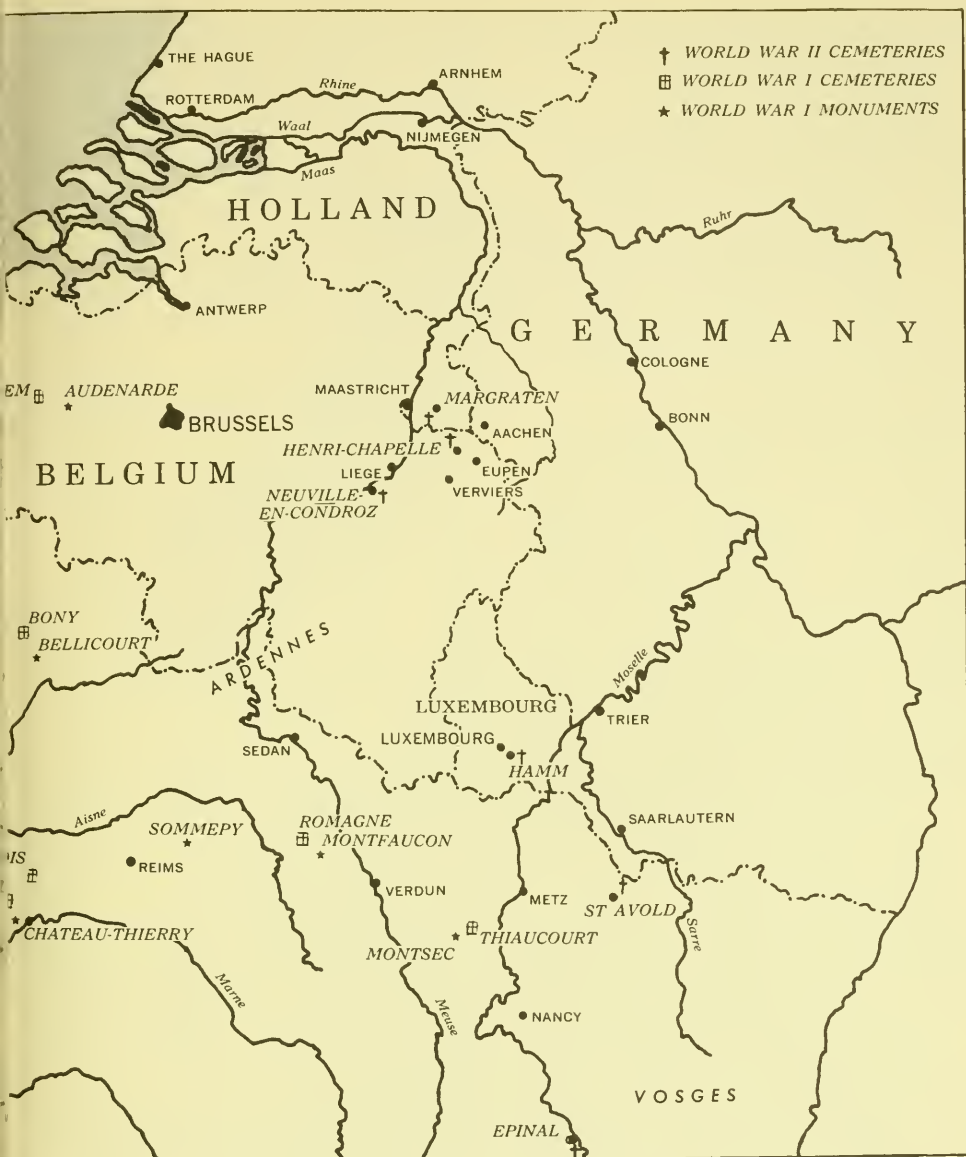 THE HAGUE
WORLD WAR II CEMETERIES
WORLD WAR I CEMETERIES
WORLD WAR I MONUMENTS
ARNHEM
Rhine
ROTTERDAM
Waal
NIJMEGEN
Maas
HOLLAND
Ruhr
ANTWERP
GERMANY
COLOGNE
EM
AUDENARDE
MAASTRICHT
MARGRATEN
BRUSSELS
BONN
AACHEN
HENRI-CHAPELLE
BELGIUM
LIEGE
EUPEN
VERVIERS
NEUVILLE-
EN-CONDROZ
BONY
BELLICOURT
ARDENNES
Moselle
LUXEMBOURG
TRIER
LUXEMBOURG
SEDAN
HAMM
Aisne
SOMMEPY
ROMAGNE
MONTFAUCON
SAARLAUTERN
IS
REIMS
VERDUN
METZ
ST AVOLD
CHATEAU-THIERRY
THIAUCOURT
MONTSEC
Sarre
Marne
Meuse
NANCY
VOSGES
EPINAL